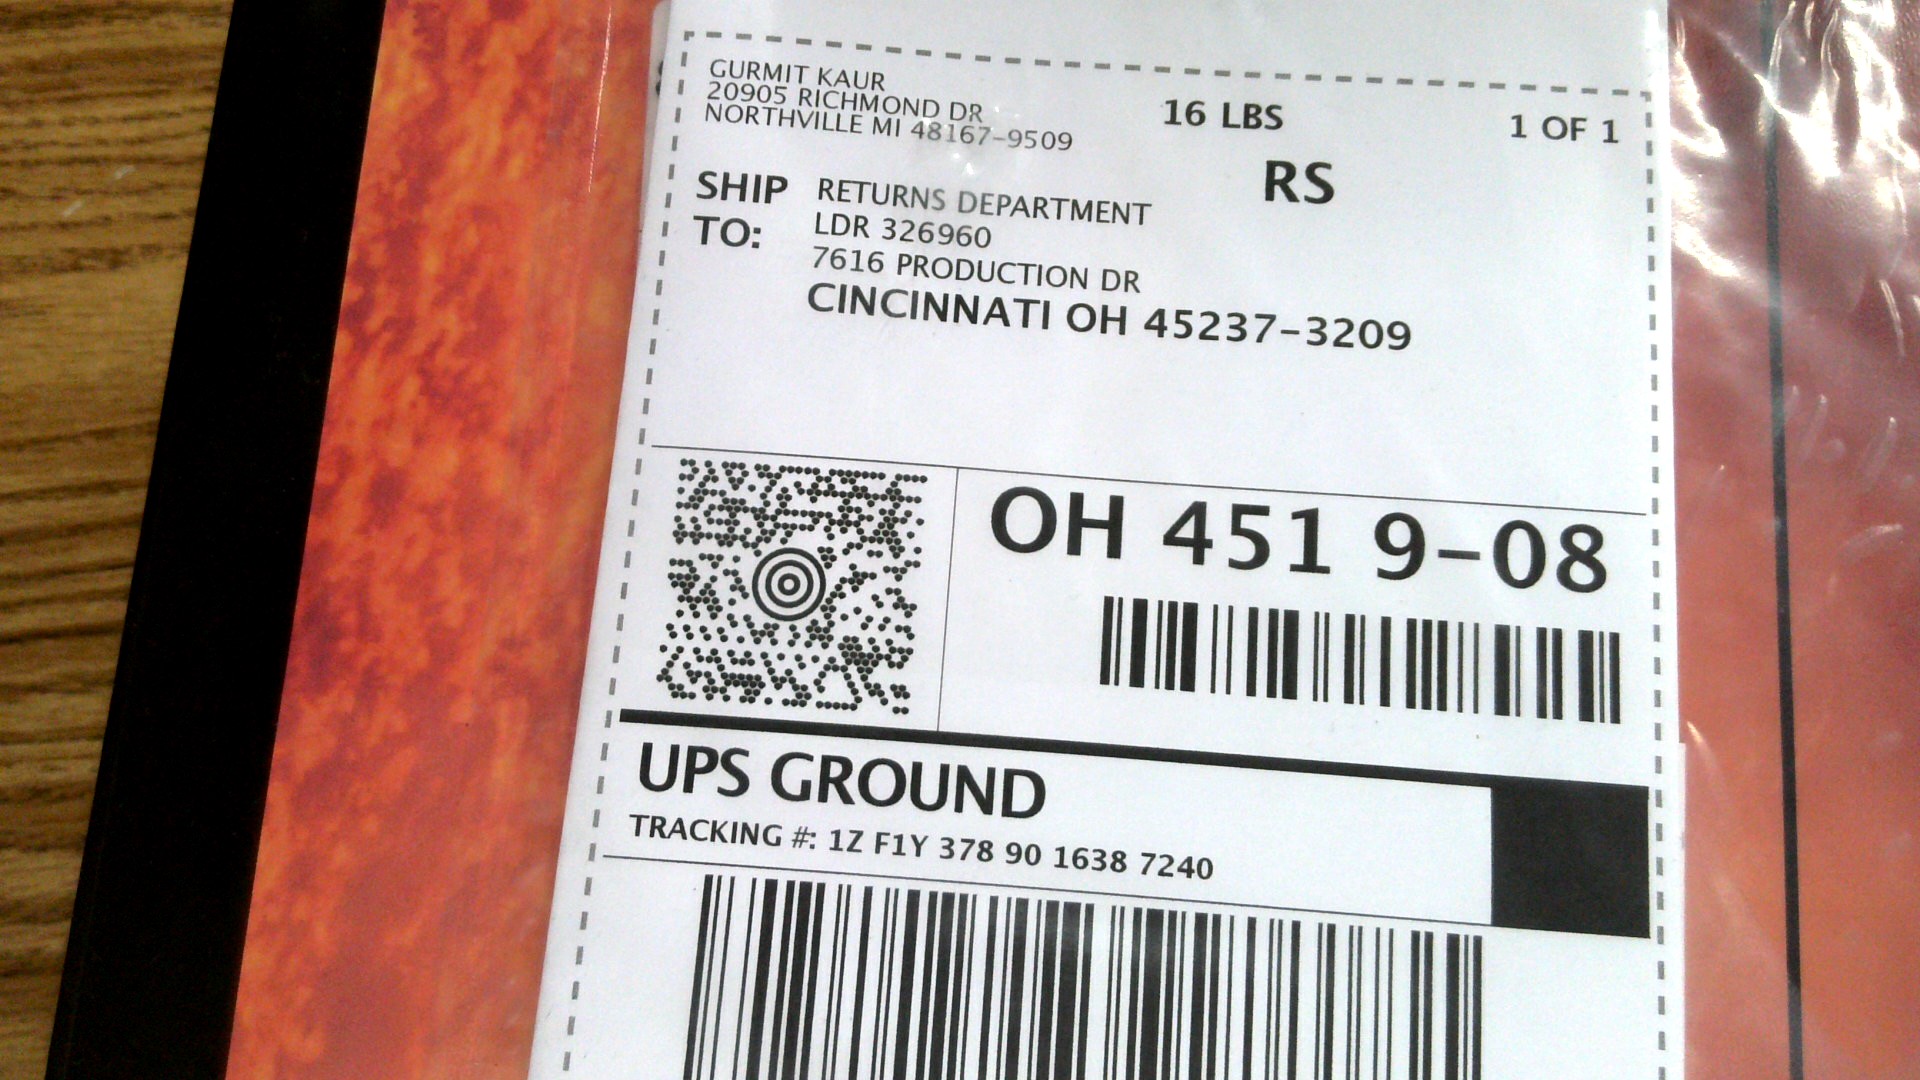 GURMIT KAUR
20905 RICHMOND DR
NORTHVILLE MI 48167-9509
16 LBS
1 OF 1
RS
SHIP TO:
RETURNS DEPARTMENT
LDR 326960
7616 PRODUCTION DR
CINCINNATI OH 45237-3209
OH 451 9-08
UPS GROUND
TRACKING #: 1Z F1Y 378 90 1638 7240